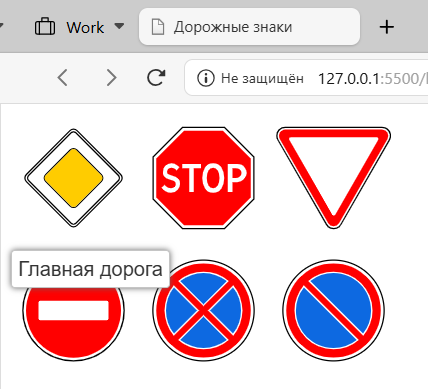 Work
Дорожные знаки
Не защищён
127.0.0.1:5500/
STOP
Главная дорога